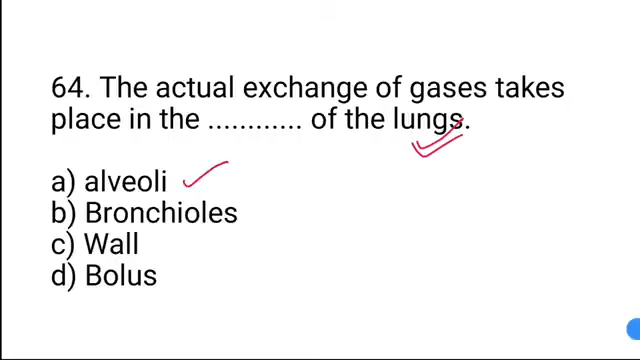 64. The actual exchange of gases takes
place in the ............ of the lungs.
a) alveoli
b) Bronchioles
c) Wall
d) Bolus